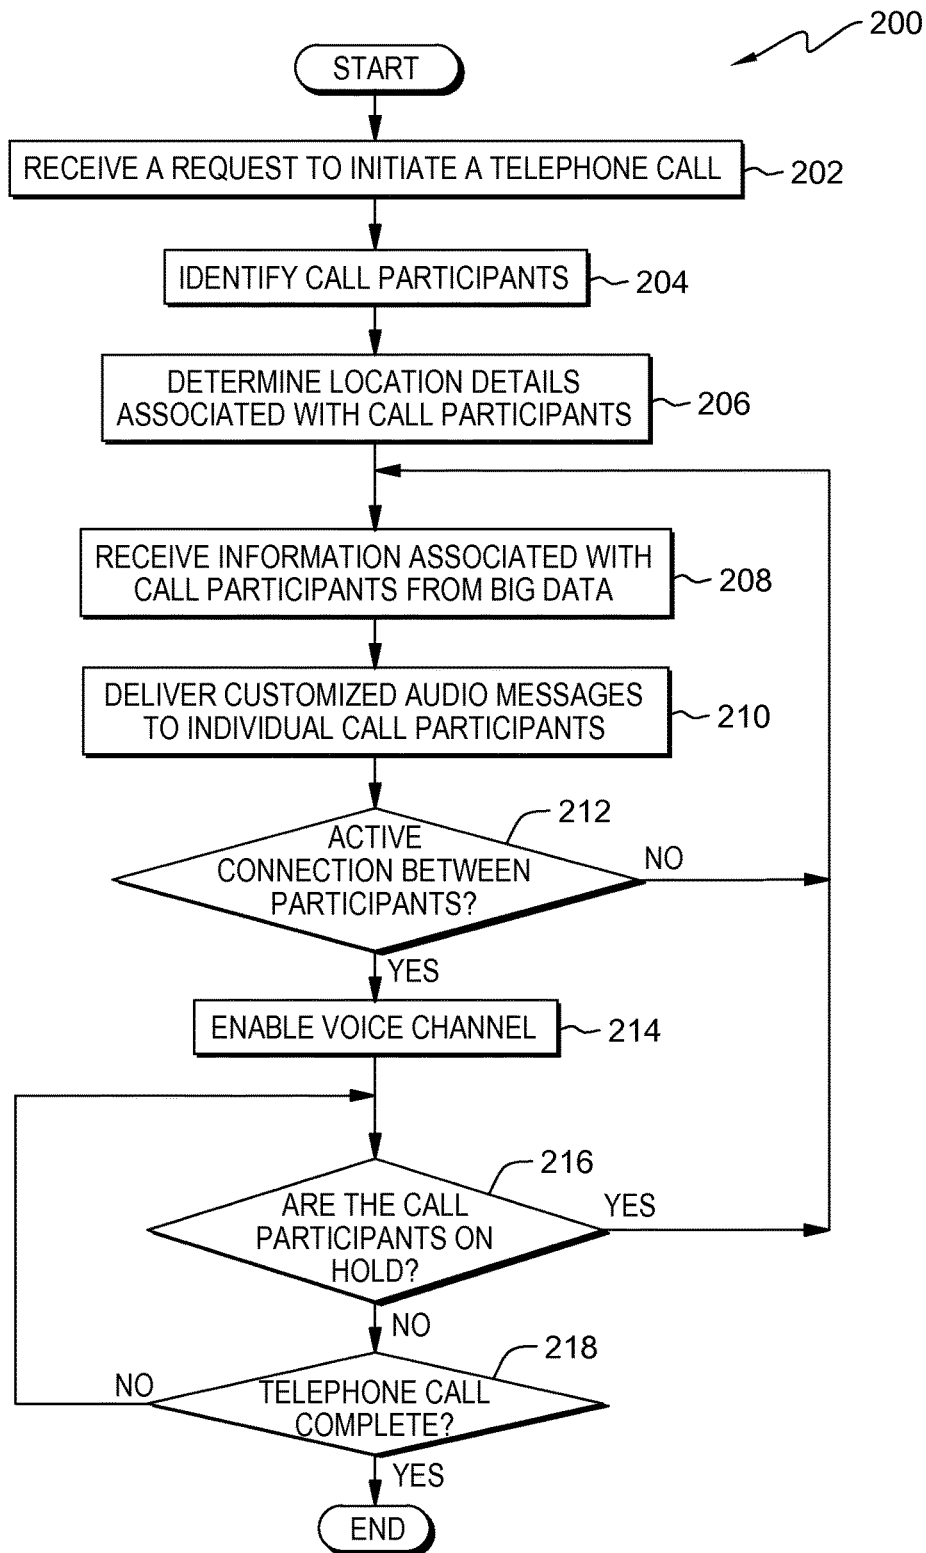 200
START
RECEIVE A REQUEST TO INITIATE A TELEPHONE CALL
202
IDENTIFY CALL PARTICIPANTS
204
DETERMINE LOCATION DETAILS
ASSOCIATED WITH CALL PARTICIPANTS
206
RECEIVE INFORMATION ASSOCIATED WITH
CALL PARTICIPANTS FROM BIG DATA
208
DELIVER CUSTOMIZED AUDIO MESSAGES
TO INDIVIDUAL CALL PARTICIPANTS
210
212
ACTIVE
CONNECTION BETWEEN
PARTICIPANTS?
NO
YES
ENABLE VOICE CHANNEL
214
216
ARE THE CALL
PARTICIPANTS ON
HOLD?
YES
NO
218
TELEPHONE CALL
COMPLETE?
NO
YES
END